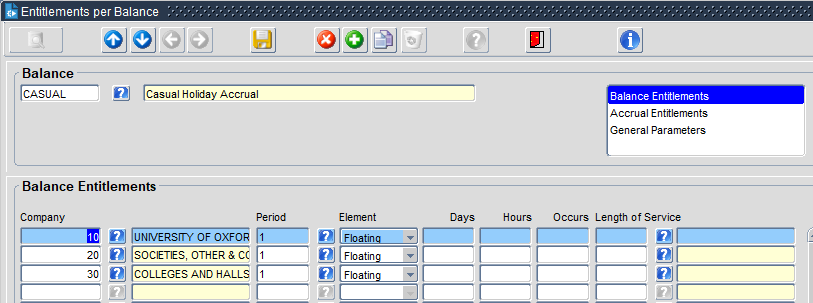 Entitlements per Balance
Balance
CASUAL Casual Holiday Accrual
Balance Entitlements
Accrual Entitlements
General Parameters
Balance Entitlements
Company Period Element Days Hours Occurs Length of Service
10 UNIVERSITY OF OXFOR 1 Floating
20 SOCIETIES, OTHER & CO 1 Floating
30 COLLEGES AND HALLS 1 Floating